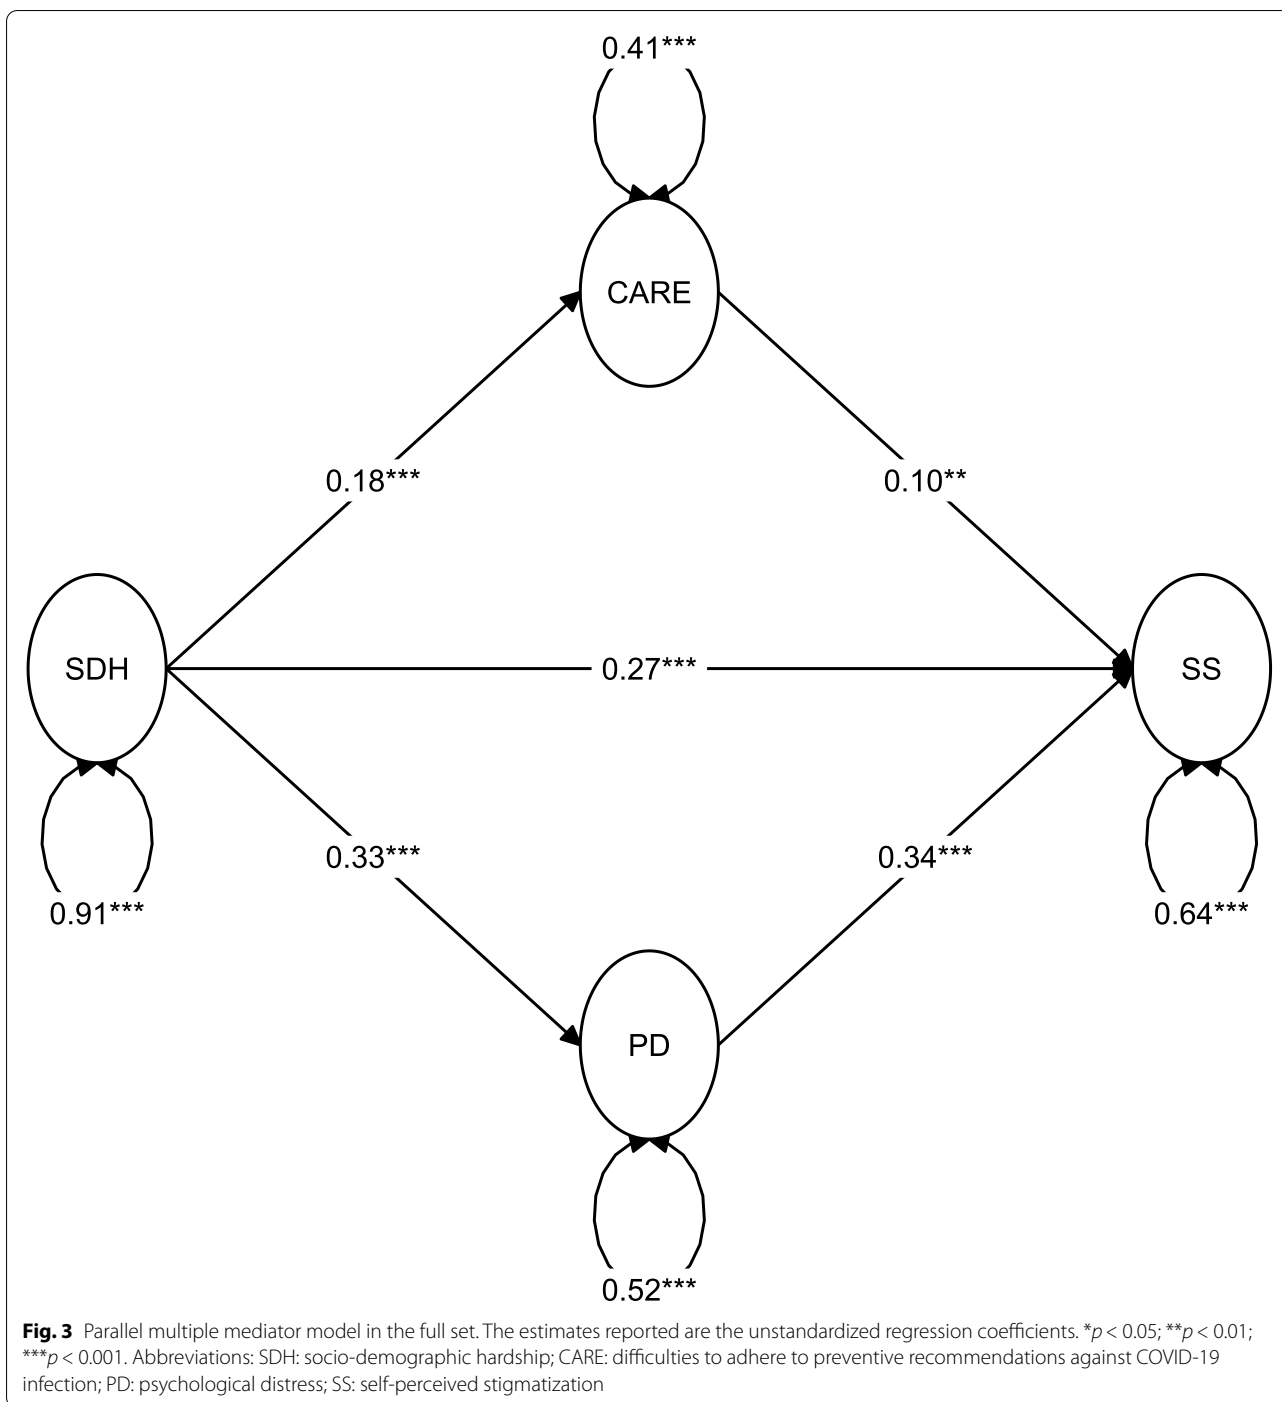 0.41***
CARE
0.18***
0.10**
SDH
0.27***
SS
0.33***
0.34***
0.91***
0.64***
PD
0.52***
Fig. 3 Parallel multiple mediator model in the full set. The estimates reported are the unstandardized regression coefficients. *p < 0.05; **p < 0.01;
***p < 0.001. Abbreviations: SDH: socio-demographic hardship; CARE: difficulties to adhere to preventive recommendations against COVID-19
infection; PD: psychological distress; SS: self-perceived stigmatization